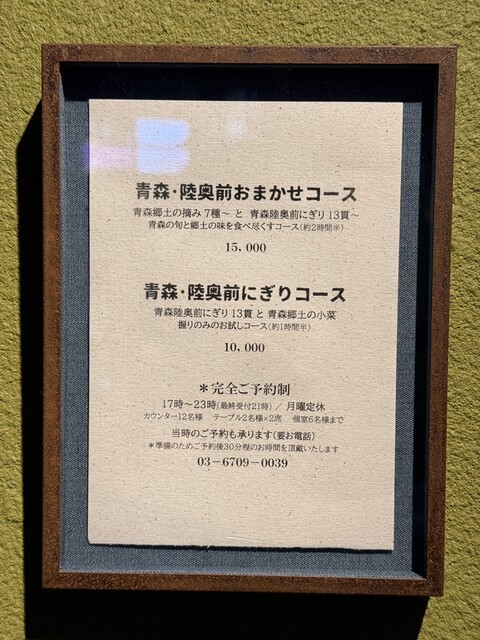 青森・陸奥前おまかせコース
青森郷土の摘み7種〜 と 青森陸奥前にぎり13貫〜
青森の旬と郷土の味を食べ尽くすコース(約2時間半)
15,000
青森・陸奥前にぎりコース
青森陸奥前にぎり13貫 と 青森郷土の小菜
握りのみのお試しコース(約1時間半)
10,000
＊完全ご予約制
17時〜23時(最終受付21時) ／ 月曜定休
カウンター12名様 テーブル2名様×2席 個室6名様まで
当時のご予約も承ります(要お電話)
＊準備のためご予約後30分程のお時間を頂戴いたします
03-6709-0039